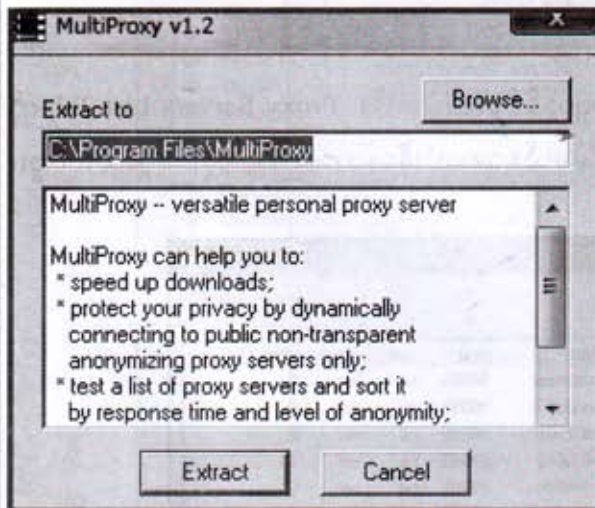 MultiProxy v1.2
Extract to
Browse...
C:\Program Files\MultiProxy
MultiProxy -- versatile personal proxy server
MultiProxy can help you to:
* speed up downloads;
* protect your privacy by dynamically
connecting to public non-transparent
anonymizing proxy servers only;
* test a list of proxy servers and sort it
by response time and level of anonymity;
Extract
Cancel